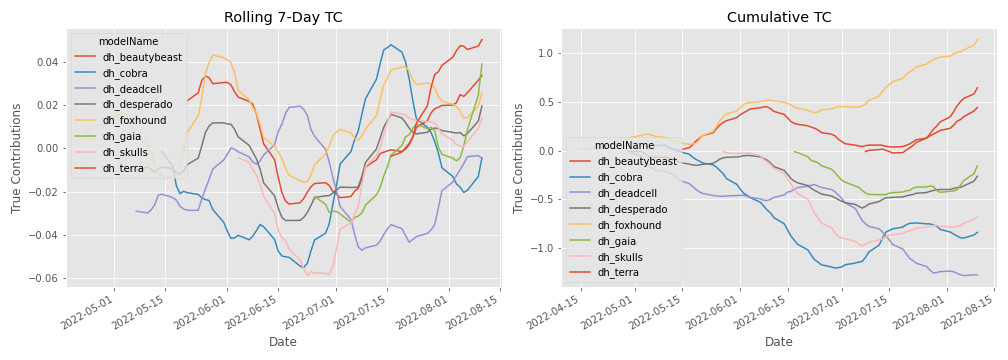 Rolling 7-Day TC
True Contributions
0.04
0.02
0.00
−0.02
−0.04
−0.06
modelName
dh_beautybeast
dh_cobra
dh_deadcell
dh_desperado
dh_foxhound
dh_gaia
dh_skulls
dh_terra
2022-05-01
2022-05-15
2022-06-01
2022-06-15
2022-07-01
2022-07-15
2022-08-01
2022-08-15
Date
Cumulative TC
True Contributions
1.0
0.5
0.0
−0.5
−1.0
modelName
dh_beautybeast
dh_cobra
dh_deadcell
dh_desperado
dh_foxhound
dh_gaia
dh_skulls
dh_terra
2022-04-15
2022-05-01
2022-05-15
2022-06-01
2022-06-15
2022-07-01
2022-07-15
2022-08-01
2022-08-15
Date